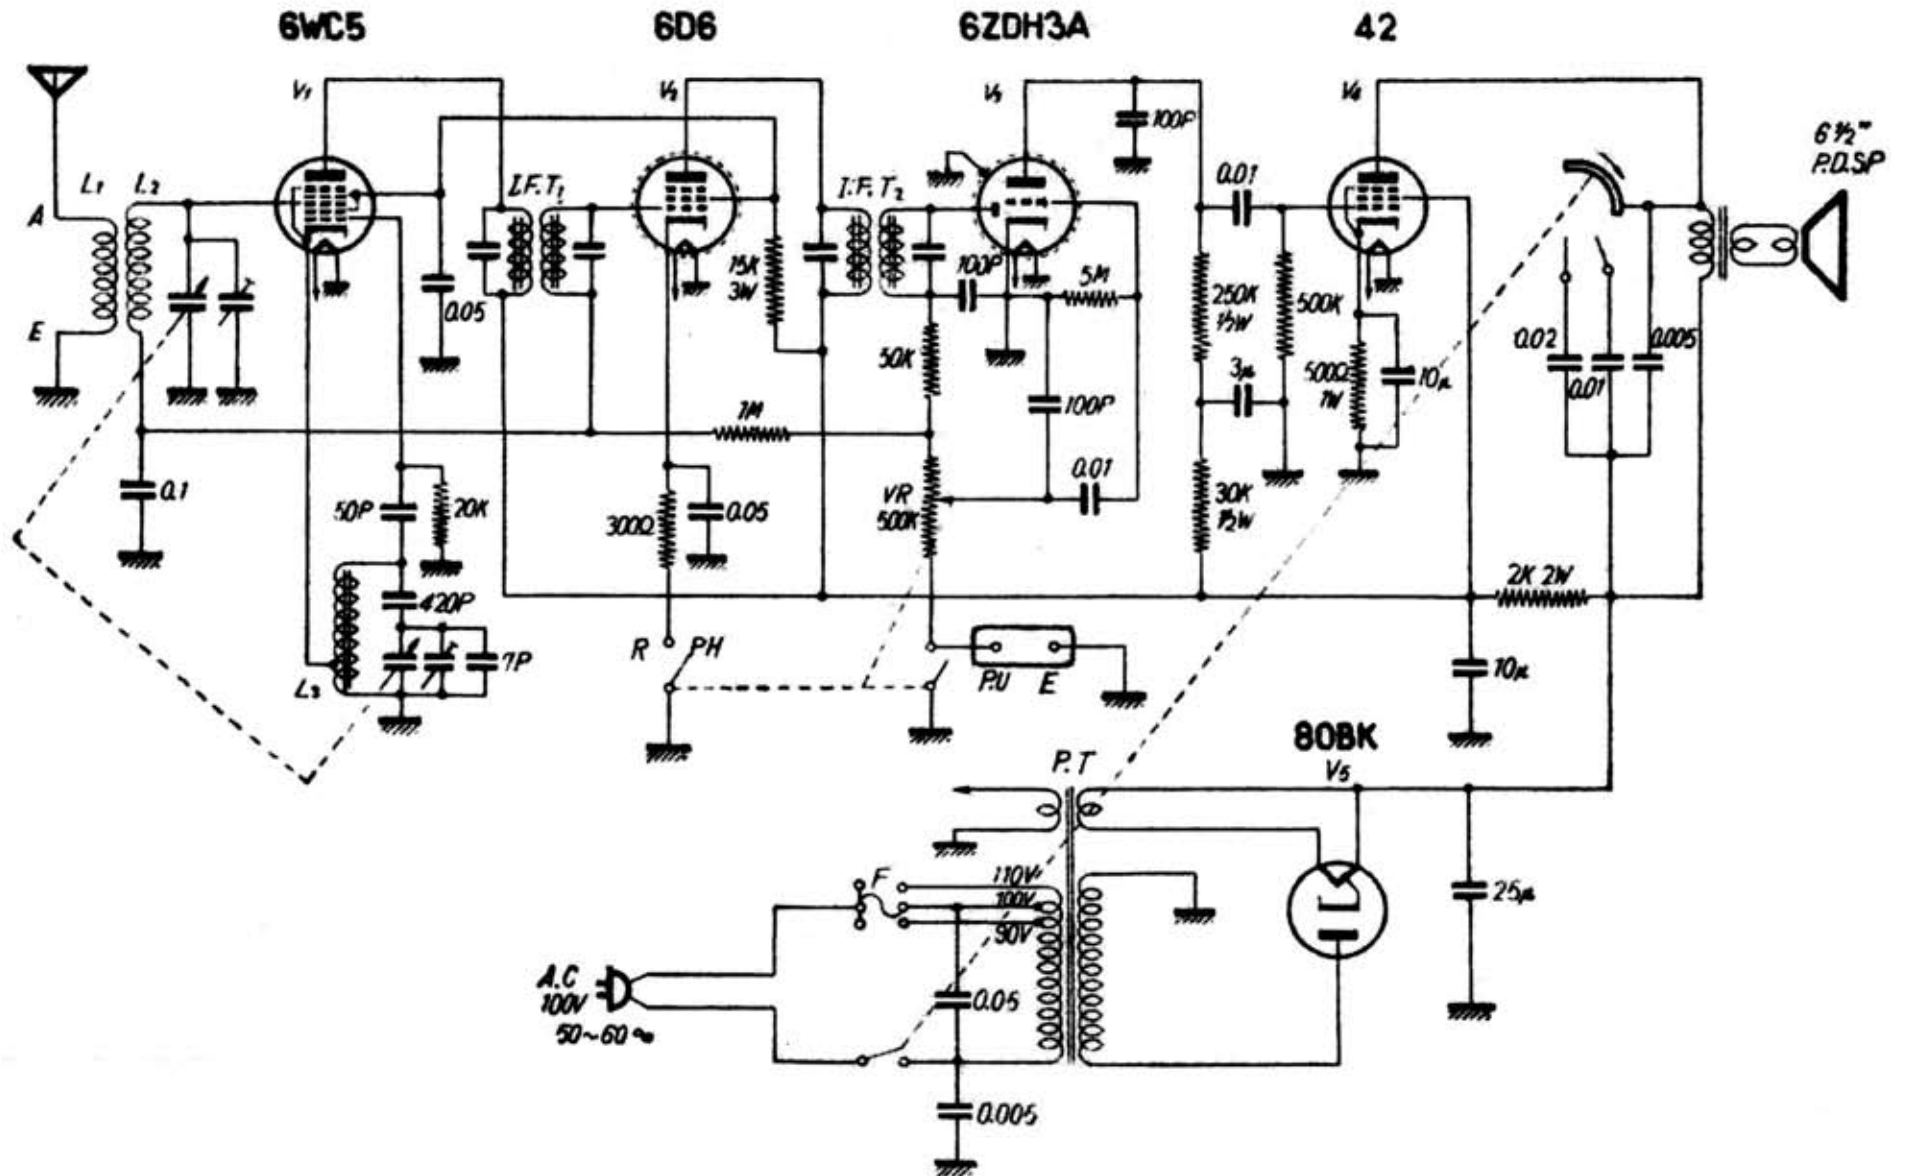 6WC5
6D6
6ZDH3A
42
V1
V2
V3
V4
100P
6½"
P.D.SP
L1 L2
A
E
I.F.T1
I.F.T2
0.05
15K
3W
100P
5M
0.01
250K
½W
500K
3μ
500Ω
1W
10μ
0.02
0.01
0.005
50K
100P
1M
0.1
50P
20K
300Ω
0.05
VR
500K
0.01
30K
½W
2K 2W
420P
7P
L3
R PH
P.U E
10μ
80BK
V5
P.T
F
110V
100V
90V
25μ
A.C
100V
50~60~
0.05
0.005